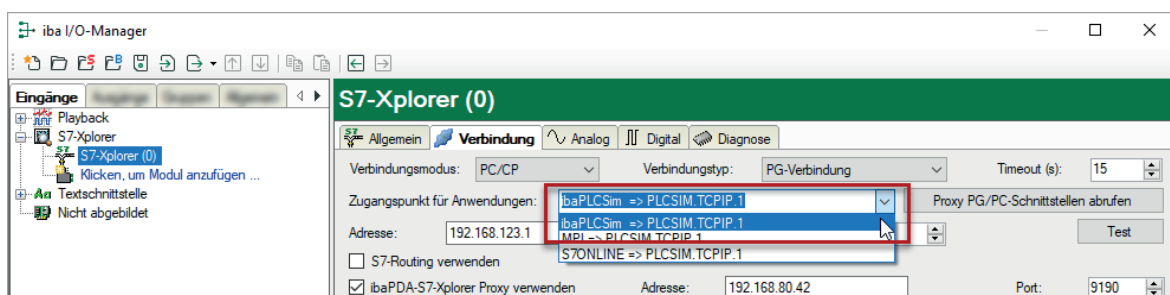 iba I/O-Manager
Eingänge
Playback
S7-Xplorer
S7-Xplorer (0)
Klicken, um Modul anzufügen ...
Textschnittstelle
Nicht abgebildet
S7-Xplorer (0)
Allgemein Verbindung Analog Digital Diagnose
Verbindungsmodus: PC/CP Verbindungstyp: PG-Verbindung Timeout (s): 15
Zugangspunkt für Anwendungen: ibaPLCSim => PLCSIM.TCPIP.1 Proxy PG/PC-Schnittstellen abrufen
ibaPLCSim => PLCSIM.TCPIP.1
Adresse: 192.168.123.1 MPI => PLCSIM.TCPIP.1 Test
S7ONLINE => PLCSIM.TCPIP.1
S7-Routing verwenden
ibaPDA-S7-Xplorer Proxy verwenden Adresse: 192.168.80.42 Port: 9190